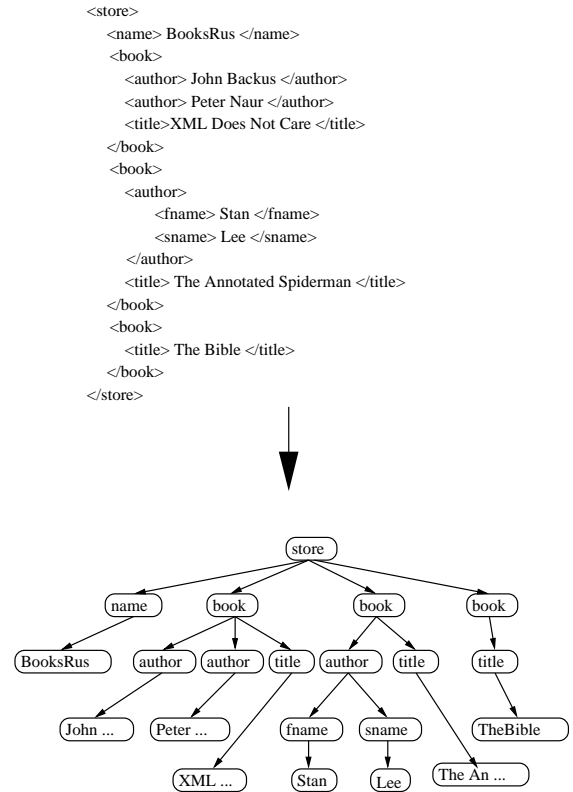 <store>
<name> BooksRus </name>
<book>
<author> John Backus </author>
<author> Peter Naur </author>
<title>XML Does Not Care </title>
</book>
<book>
<author>
<fname> Stan </fname>
<sname> Lee </sname>
</author>
<title> The Annotated Spiderman </title>
</book>
<book>
<title> The Bible </title>
</book>
</store>
store
name book book book
BooksRus author author title author title title
John ... Peter ... fname sname TheBible
XML ... Stan Lee The An ...